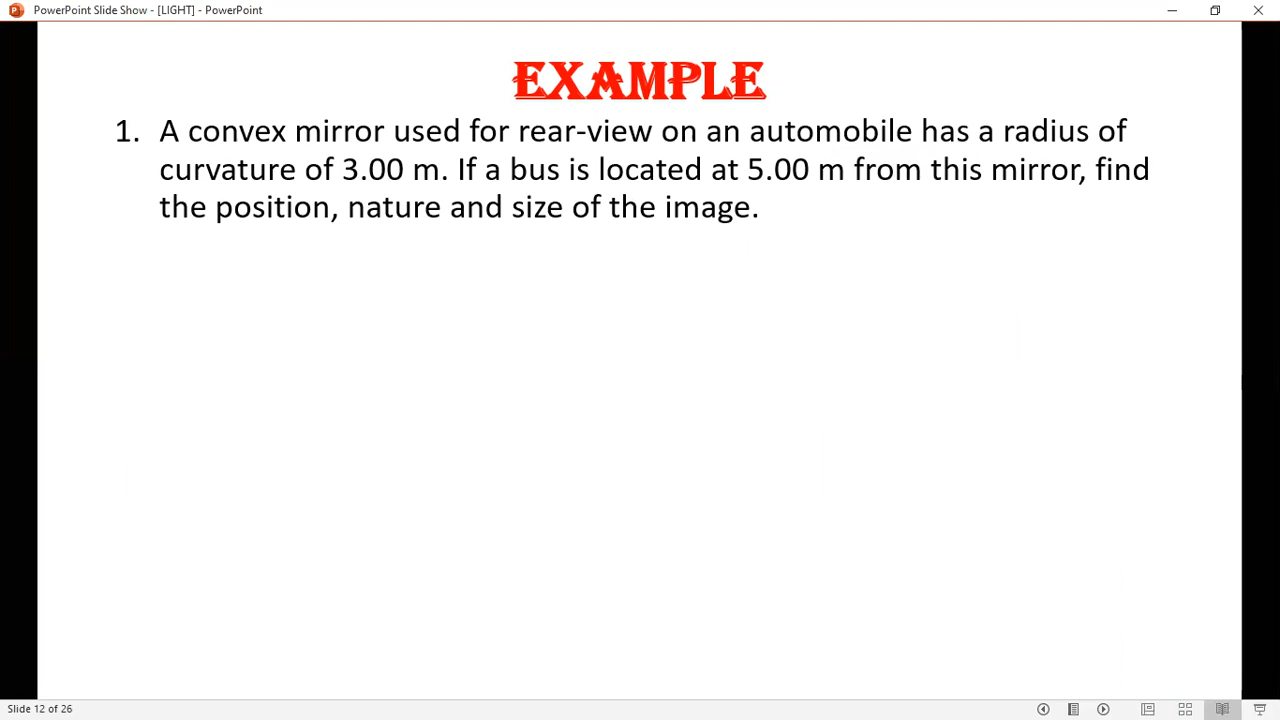 PowerPoint Slide Show - [LIGHT] - PowerPoint
EXAMPLE
1. A convex mirror used for rear-view on an automobile has a radius of
curvature of 3.00 m. If a bus is located at 5.00 m from this mirror, find
the position, nature and size of the image.
Slide 12 of 26